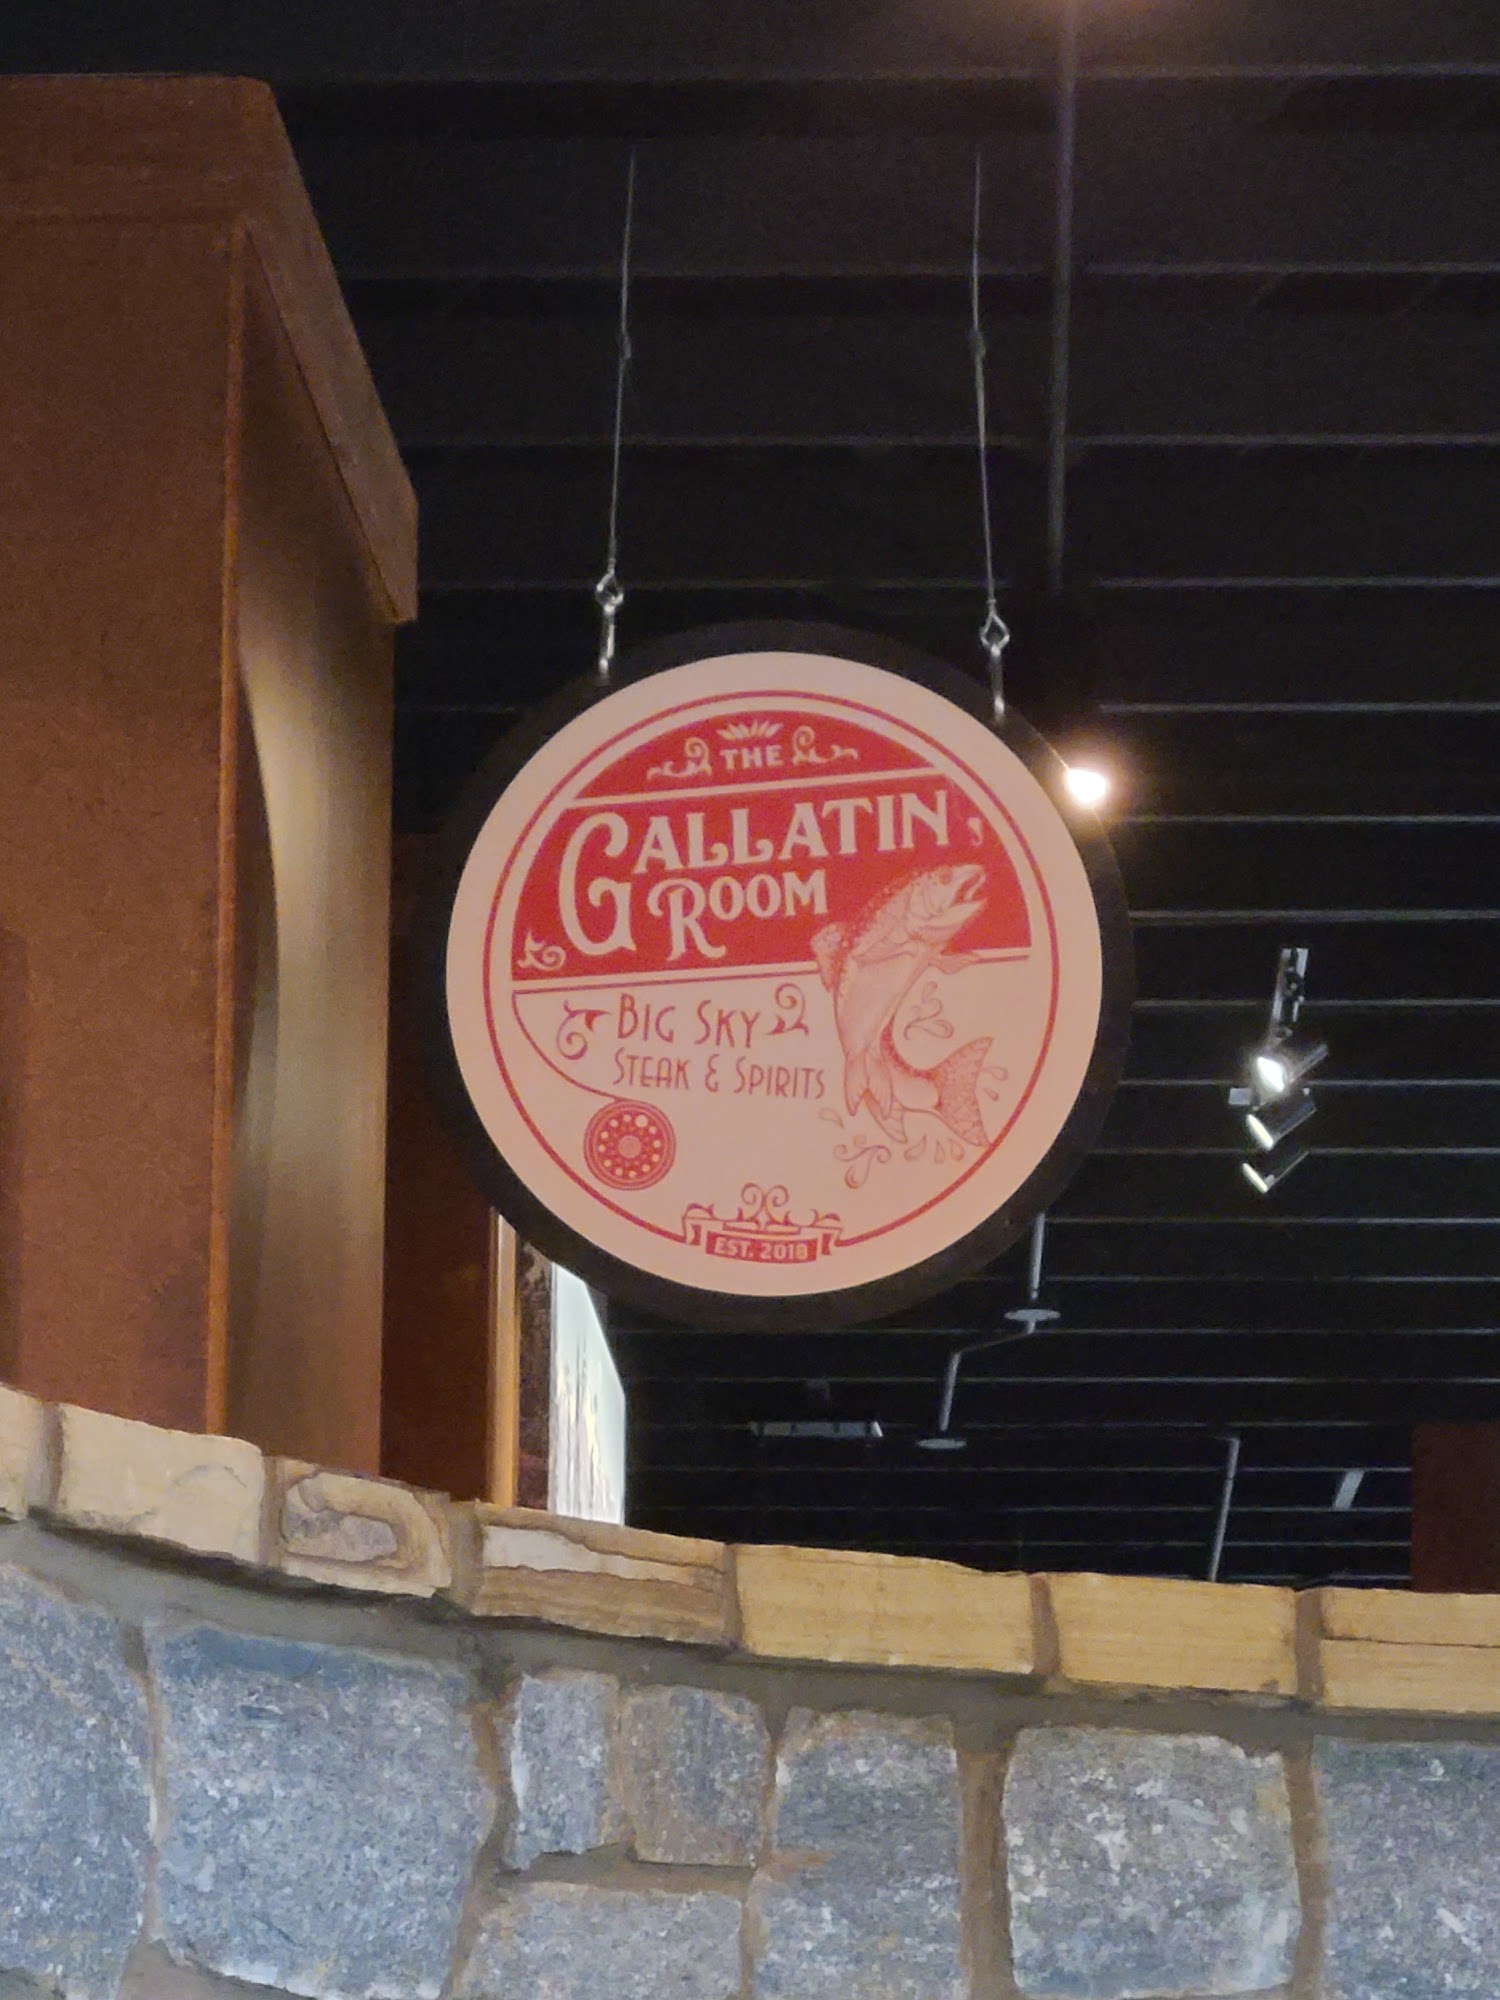 THE
GALLATIN
ROOM
BIG SKY
STEAK & SPIRITS
EST. 2018